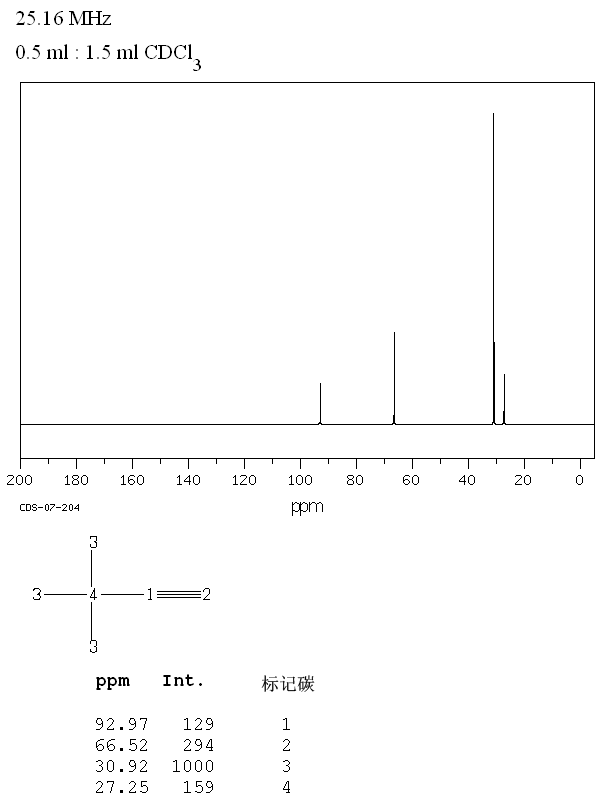 25.16 MHz
0.5 ml : 1.5 ml CDCl3
200 180 160 140 120 100 80 60 40 20 0
CDS-07-204
ppm
3
3 4 1 2
3
ppm Int. 标记碳
92.97 129 1
66.52 294 2
30.92 1000 3
27.25 159 4